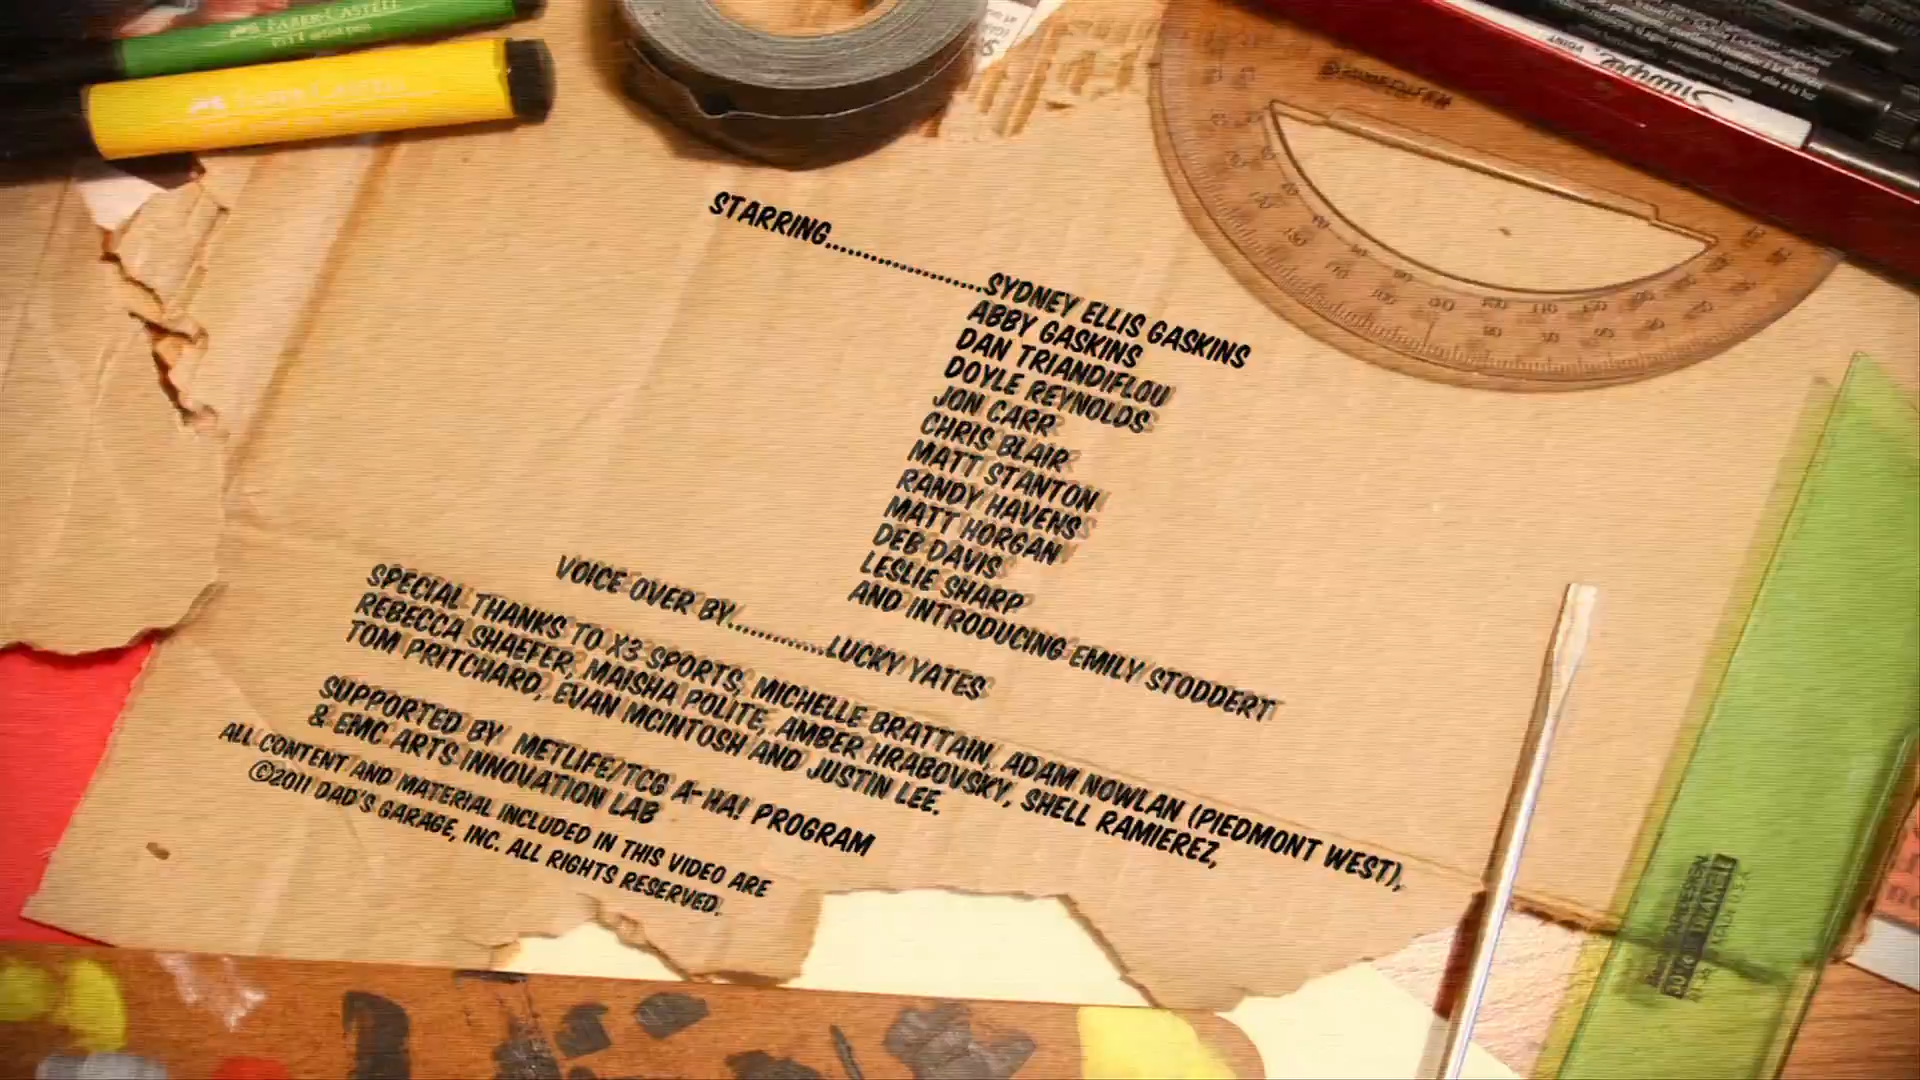 FABER-CASTELL
PITT artist pen
FABER-CASTELL
POINT
STARRING..................SYDNEY ELLIS GASKINS
ABBY GASKINS
DAN TRIANDIFLOU
DOYLE REYNOLDS
JON CARR
CHRIS BLAIR
MATT STANTON
RANDY HAVENS
MATT HORGAN
DEB DAVIS
LESLIE SHARP
AND INTRODUCING EMILY STODDERT
VOICE OVER BY............LUCKY YATES
SPECIAL THANKS TO X3 SPORTS, MICHELLE BRATTAIN, ADAM NOWLAN (PIEDMONT WEST),
REBECCA SHAEFER, MAISHA POLITE, AMBER HRABOVSKY, SHELL RAMIEREZ,
TOM PRITCHARD, EVAN MCINTOSH AND JUSTIN LEE.
SUPPORTED BY METLIFE/TCG A-HA! PROGRAM
& EMC ARTS INNOVATION LAB
ALL CONTENT AND MATERIAL INCLUDED IN THIS VIDEO ARE
©2011 DAD'S GARAGE, INC. ALL RIGHTS RESERVED.